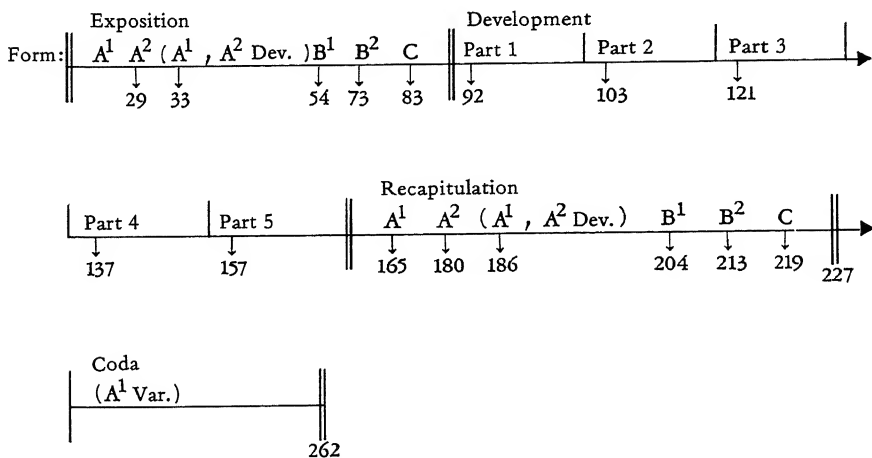 Exposition Development
Form: A¹ A² (A¹ , A² Dev.) B¹ B² C Part 1 Part 2 Part 3
29 33 54 73 83 92 103 121
Recapitulation
Part 4 Part 5 A¹ A² (A¹ , A² Dev.) B¹ B² C
137 157 165 180 186 204 213 219 227
Coda
(A¹ Var.)
262